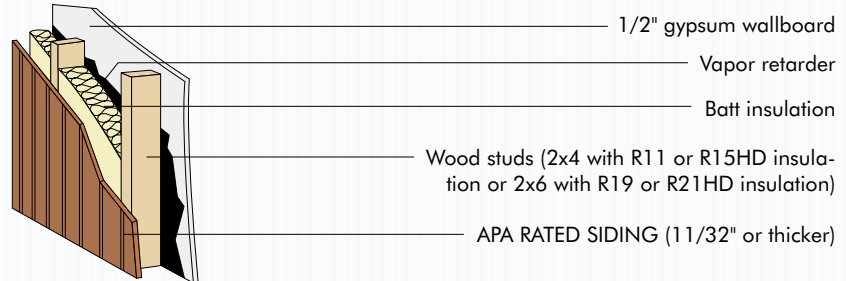 1/2" gypsum wallboard
Vapor retarder
Batt insulation
Wood studs (2x4 with R11 or R15HD insula-
tion or 2x6 with R19 or R21HD insulation)
APA RATED SIDING (11/32" or thicker)